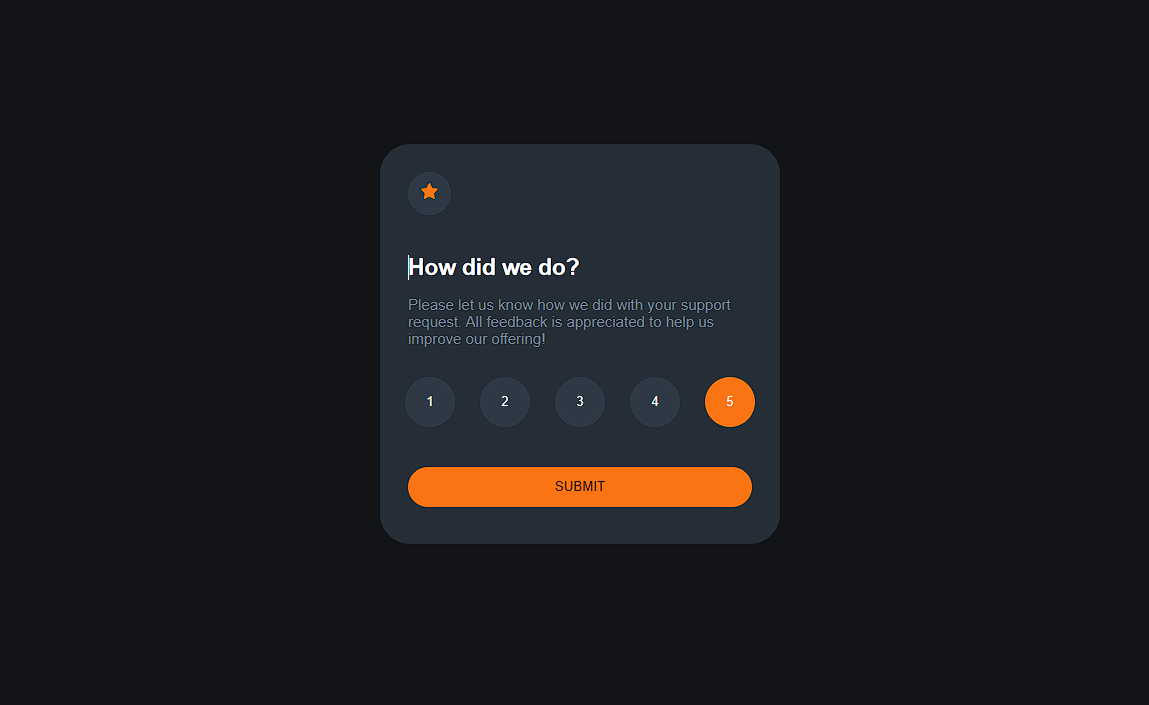 How did we do?
Please let us know how we did with your support
request. All feedback is appreciated to help us
improve our offering!
1 2 3 4 5
SUBMIT